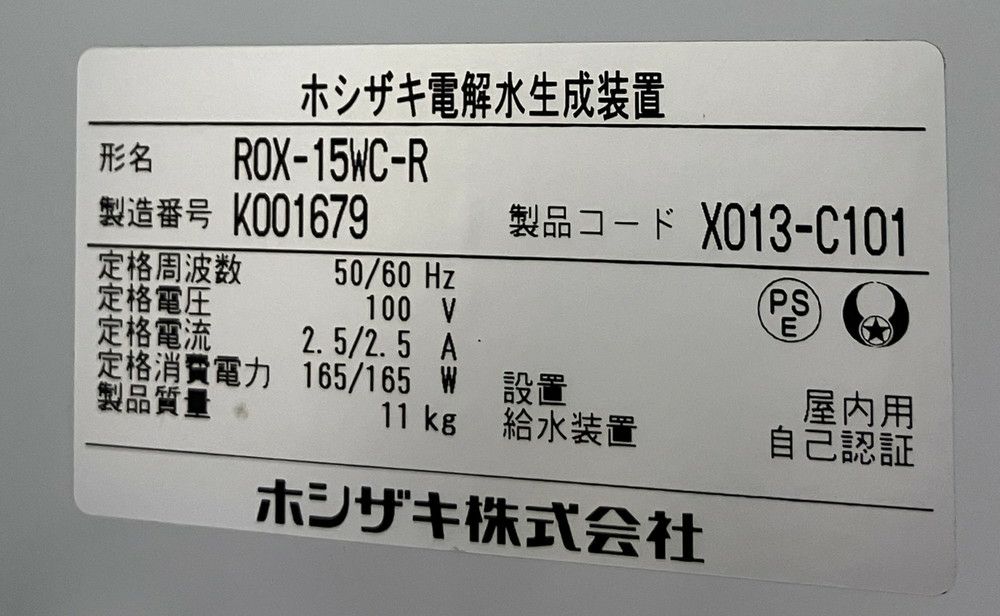 ホシザキ電解水生成装置
形名 ROX-15WC-R
製造番号 K001679 製品コード X013-C101
定格周波数 50/60 Hz
定格電圧 100 V
定格電流 2.5/2.5 A
定格消費電力 165/165 W
製品質量 11 kg
PS
E
設置 屋内用
給水装置 自己認証
ホシザキ株式会社